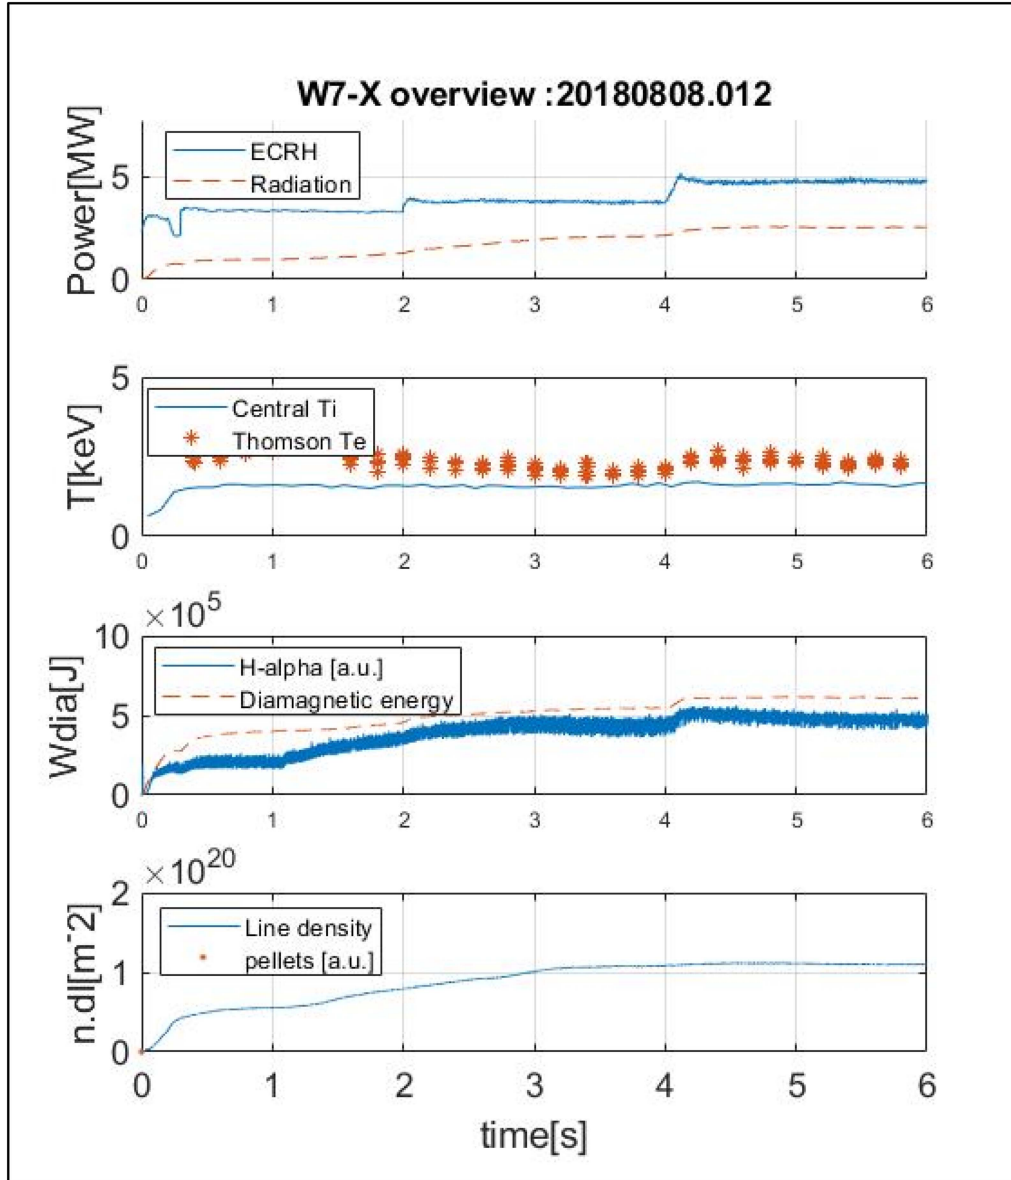 W7-X overview :20180808.012
Power[MW]
5
0
ECRH
Radiation
0 1 2 3 4 5 6
T[keV]
5
0
Central Ti
Thomson Te
0 1 2 3 4 5 6
×10^5
Wdia[J]
10
5
0
H-alpha [a.u.]
Diamagnetic energy
0 1 2 3 4 5 6
×10^20
n.dl[m^-2]
2
1
0
Line density
pellets [a.u.]
0 1 2 3 4 5 6
time[s]